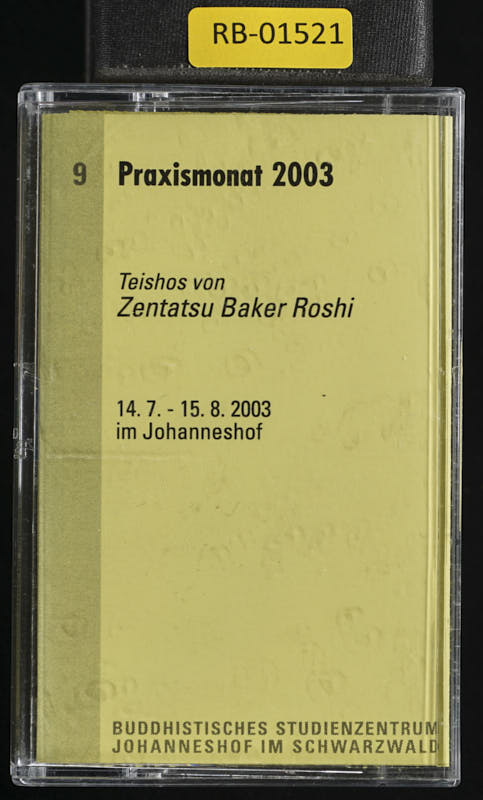 RB-01521
9 Praxismonat 2003
Teishos von
Zentatsu Baker Roshi
14. 7. - 15. 8. 2003
im Johanneshof
BUDDHISTISCHES STUDIENZENTRUM
JOHANNESHOF IM SCHWARZWALD